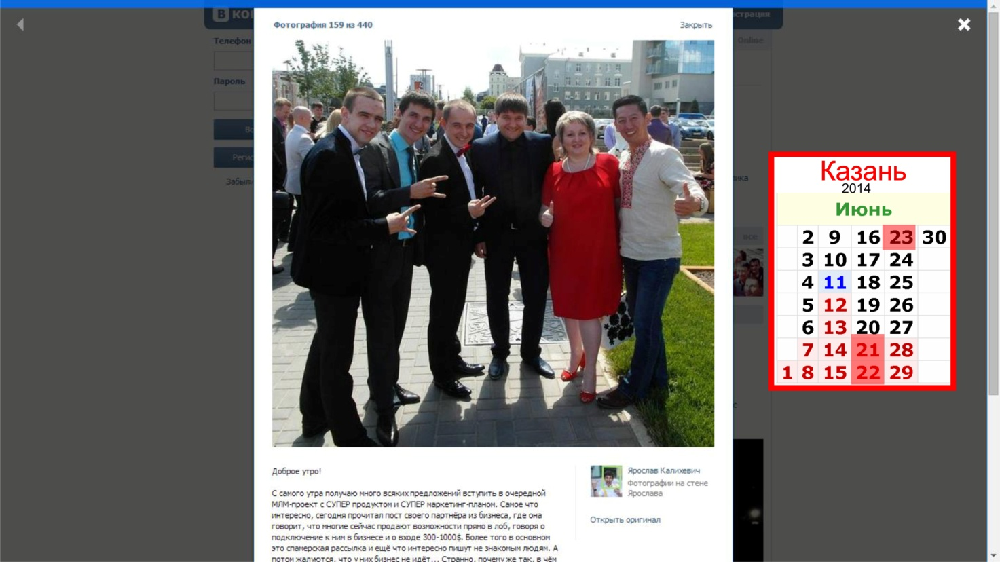 В КО
страция
Телефон
Пароль
Фотография 159 из 440
Закрыть
Online
Забыли
все
Казань
2014
Июнь
2 9 16 23 30
3 10 17 24
4 11 18 25
5 12 19 26
6 13 20 27
7 14 21 28
1 8 15 22 29
Доброе утро!
С самого утра получаю много всяких предложений вступить в очередной
МЛМ-проект с СУПЕР продуктом и СУПЕР маркетинг-планом. Самое что
интересно, сегодня прочитал пост своего партнёра из бизнеса, где она
говорит, что многие сейчас продают возможности прямо в лоб, говоря о
подключение к ним в бизнесе и о входе 300-1000$. Более того в основном
это спамерская рассылка и ещё что интересно пишут не знакомым людям. А
потом жалуются, что у них бизнес не идёт... Странно, почему же так, в чём
Ярослав Калихевич
Фотографии на стене
Ярослава
Открыть оригинал